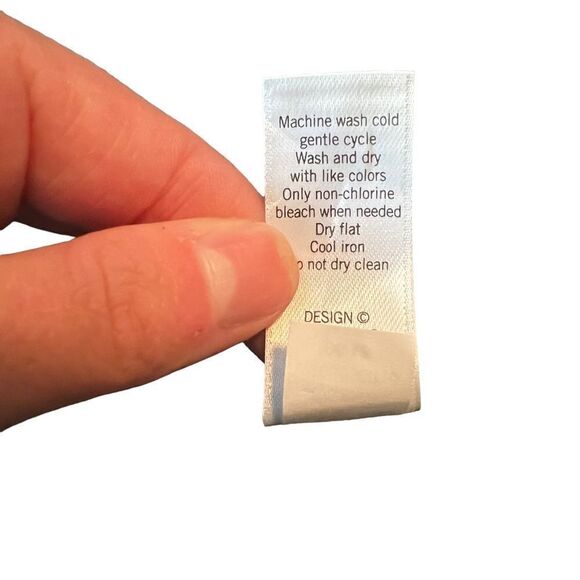 Machine wash cold
gentle cycle
Wash and dry
with like colors
Only non-chlorine
bleach when needed
Dry flat
Cool iron
o not dry clean
DESIGN ©